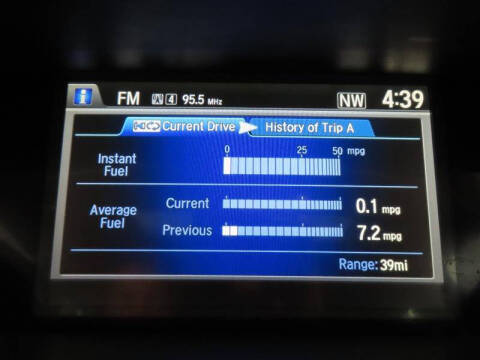 i FM 4 95.5 MHz NW 4:39
Current Drive History of Trip A
0 25 50 mpg
Instant
Fuel
Current 0.1 mpg
Average
Fuel
Previous 7.2 mpg
Range: 39mi